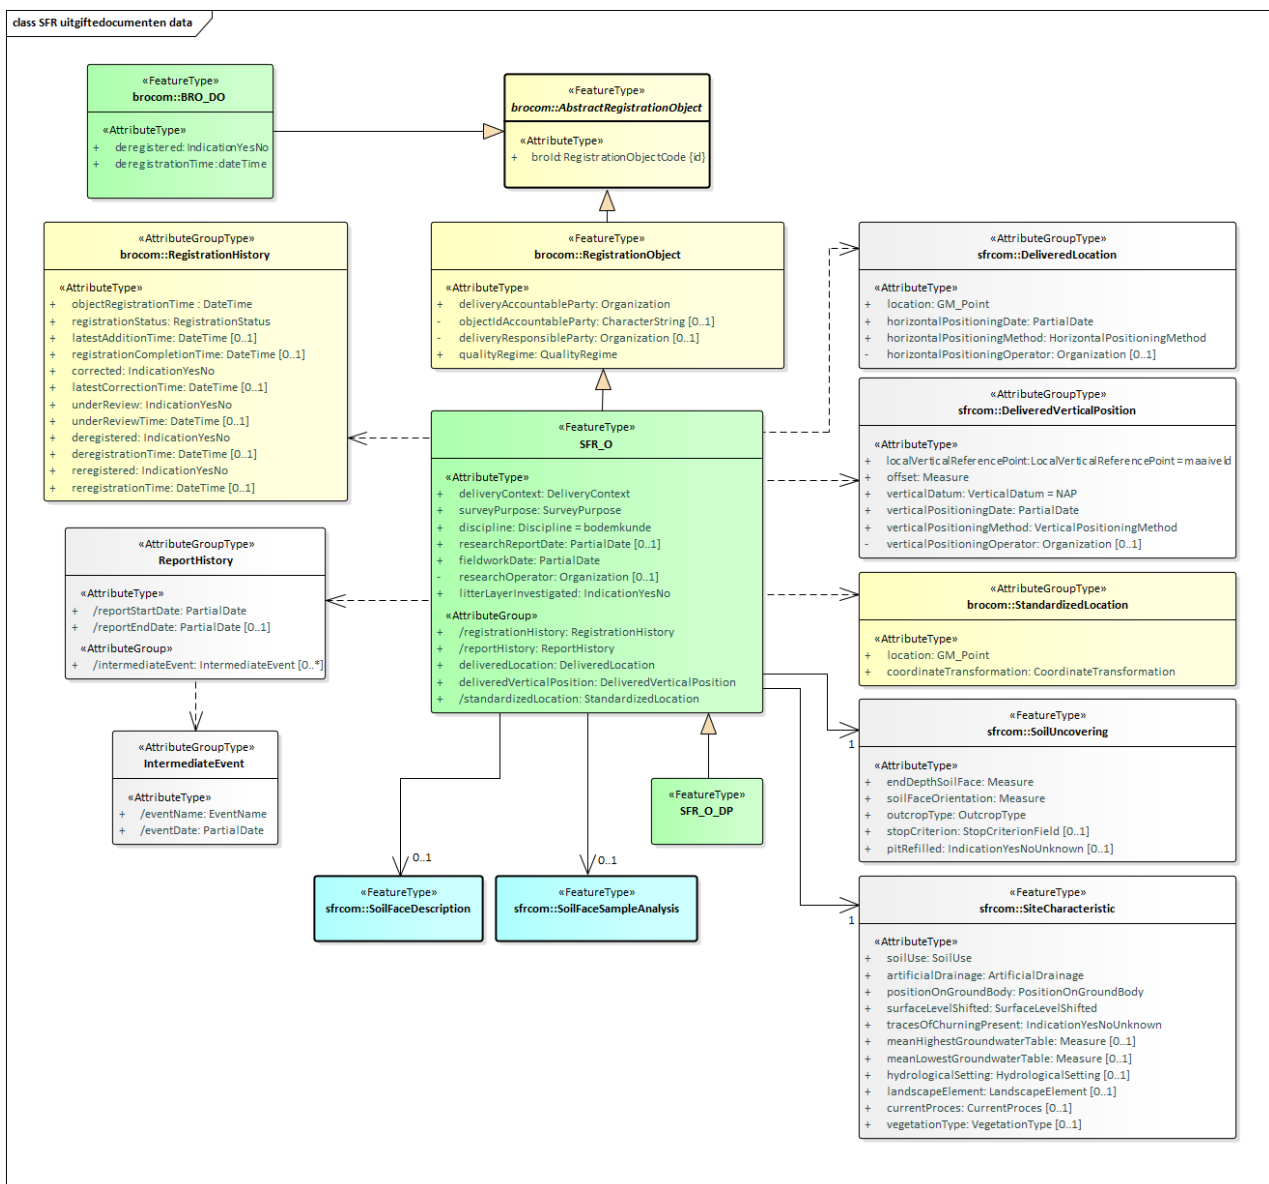 class SFR uitgiftedocumenten data
«FeatureType»
brocom::BRO_DO
«AttributeType»
+ deregistered: IndicationYesNo
+ deregistrationTime:dateTime
«FeatureType»
brocom::AbstractRegistrationObject
«AttributeType»
+ broId: RegistrationObjectCode {id}
«AttributeGroupType»
brocom::RegistrationHistory
«AttributeType»
+ objectRegistrationTime : DateTime
+ registrationStatus: RegistrationStatus
+ latestAdditionTime: DateTime [0..1]
+ registrationCompletionTime: DateTime [0..1]
+ corrected: IndicationYesNo
+ latestCorrectionTime: DateTime [0..1]
+ underReview: IndicationYesNo
+ underReviewTime: DateTime [0..1]
+ deregistered: IndicationYesNo
+ deregistrationTime: DateTime [0..1]
+ reregistered: IndicationYesNo
+ reregistrationTime: DateTime [0..1]
«FeatureType»
brocom::RegistrationObject
«AttributeType»
+ deliveryAccountableParty: Organization
- objectIdAccountableParty: CharacterString [0..1]
- deliveryResponsibleParty: Organization [0..1]
+ qualityRegime: QualityRegime
«AttributeGroupType»
sfrcom::DeliveredLocation
«AttributeType»
+ location: GM_Point
+ horizontalPositioningDate: PartialDate
+ horizontalPositioningMethod: HorizontalPositioningMethod
- horizontalPositioningOperator: Organization [0..1]
«AttributeGroupType»
sfrcom::DeliveredVerticalPosition
«AttributeType»
+ localVerticalReferencePoint:LocalVerticalReferencePoint = maaiveld
+ offset: Measure
+ verticalDatum: VerticalDatum = NAP
+ verticalPositioningDate: PartialDate
+ verticalPositioningMethod: VerticalPositioningMethod
- verticalPositioningOperator: Organization [0..1]
«FeatureType»
SFR_O
«AttributeType»
+ deliveryContext: DeliveryContext
+ surveyPurpose: SurveyPurpose
+ discipline: Discipline = bodemkunde
+ researchReportDate: PartialDate [0..1]
+ fieldworkDate: PartialDate
- researchOperator: Organization [0..1]
+ litterLayerInvestigated: IndicationYesNo
«AttributeGroup»
+ /registrationHistory: RegistrationHistory
+ /reportHistory: ReportHistory
+ deliveredLocation: DeliveredLocation
+ deliveredVerticalPosition: DeliveredVerticalPosition
+ /standardizedLocation: StandardizedLocation
«AttributeGroupType»
ReportHistory
«AttributeType»
+ /reportStartDate: PartialDate
+ /reportEndDate: PartialDate [0..1]
«AttributeGroup»
+ /intermediateEvent: IntermediateEvent [0..*]
«AttributeGroupType»
brocom::StandardizedLocation
«AttributeType»
+ location: GM_Point
+ coordinateTransformation: CoordinateTransformation
«FeatureType»
sfrcom::SoilUncovering
«AttributeType»
+ endDepthSoilFace: Measure
+ soilFaceOrientation: Measure
+ outcropType: OutcropType
+ stopCriterion: StopCriterionField [0..1]
+ pitRefilled: IndicationYesNoUnknown [0..1]
1
«AttributeGroupType»
IntermediateEvent
«AttributeType»
+ /eventName: EventName
+ /eventDate: PartialDate
«FeatureType»
SFR_O_DP
0..1
0..1
«FeatureType»
sfrcom::SoilFaceDescription
«FeatureType»
sfrcom::SoilFaceSampleAnalysis
1
«FeatureType»
sfrcom::SiteCharacteristic
«AttributeType»
+ soilUse: SoilUse
+ artificialDrainage: ArtificialDrainage
+ positionOnGroundBody: PositionOnGroundBody
+ surfaceLevelShifted: SurfaceLevelShifted
+ tracesOfChurningPresent: IndicationYesNoUnknown
+ meanHighestGroundwaterTable: Measure [0..1]
+ meanLowestGroundwaterTable: Measure [0..1]
+ hydrologicalSetting: HydrologicalSetting [0..1]
+ landscapeElement: LandscapeElement [0..1]
+ currentProces: CurrentProces [0..1]
+ vegetationType: VegetationType [0..1]